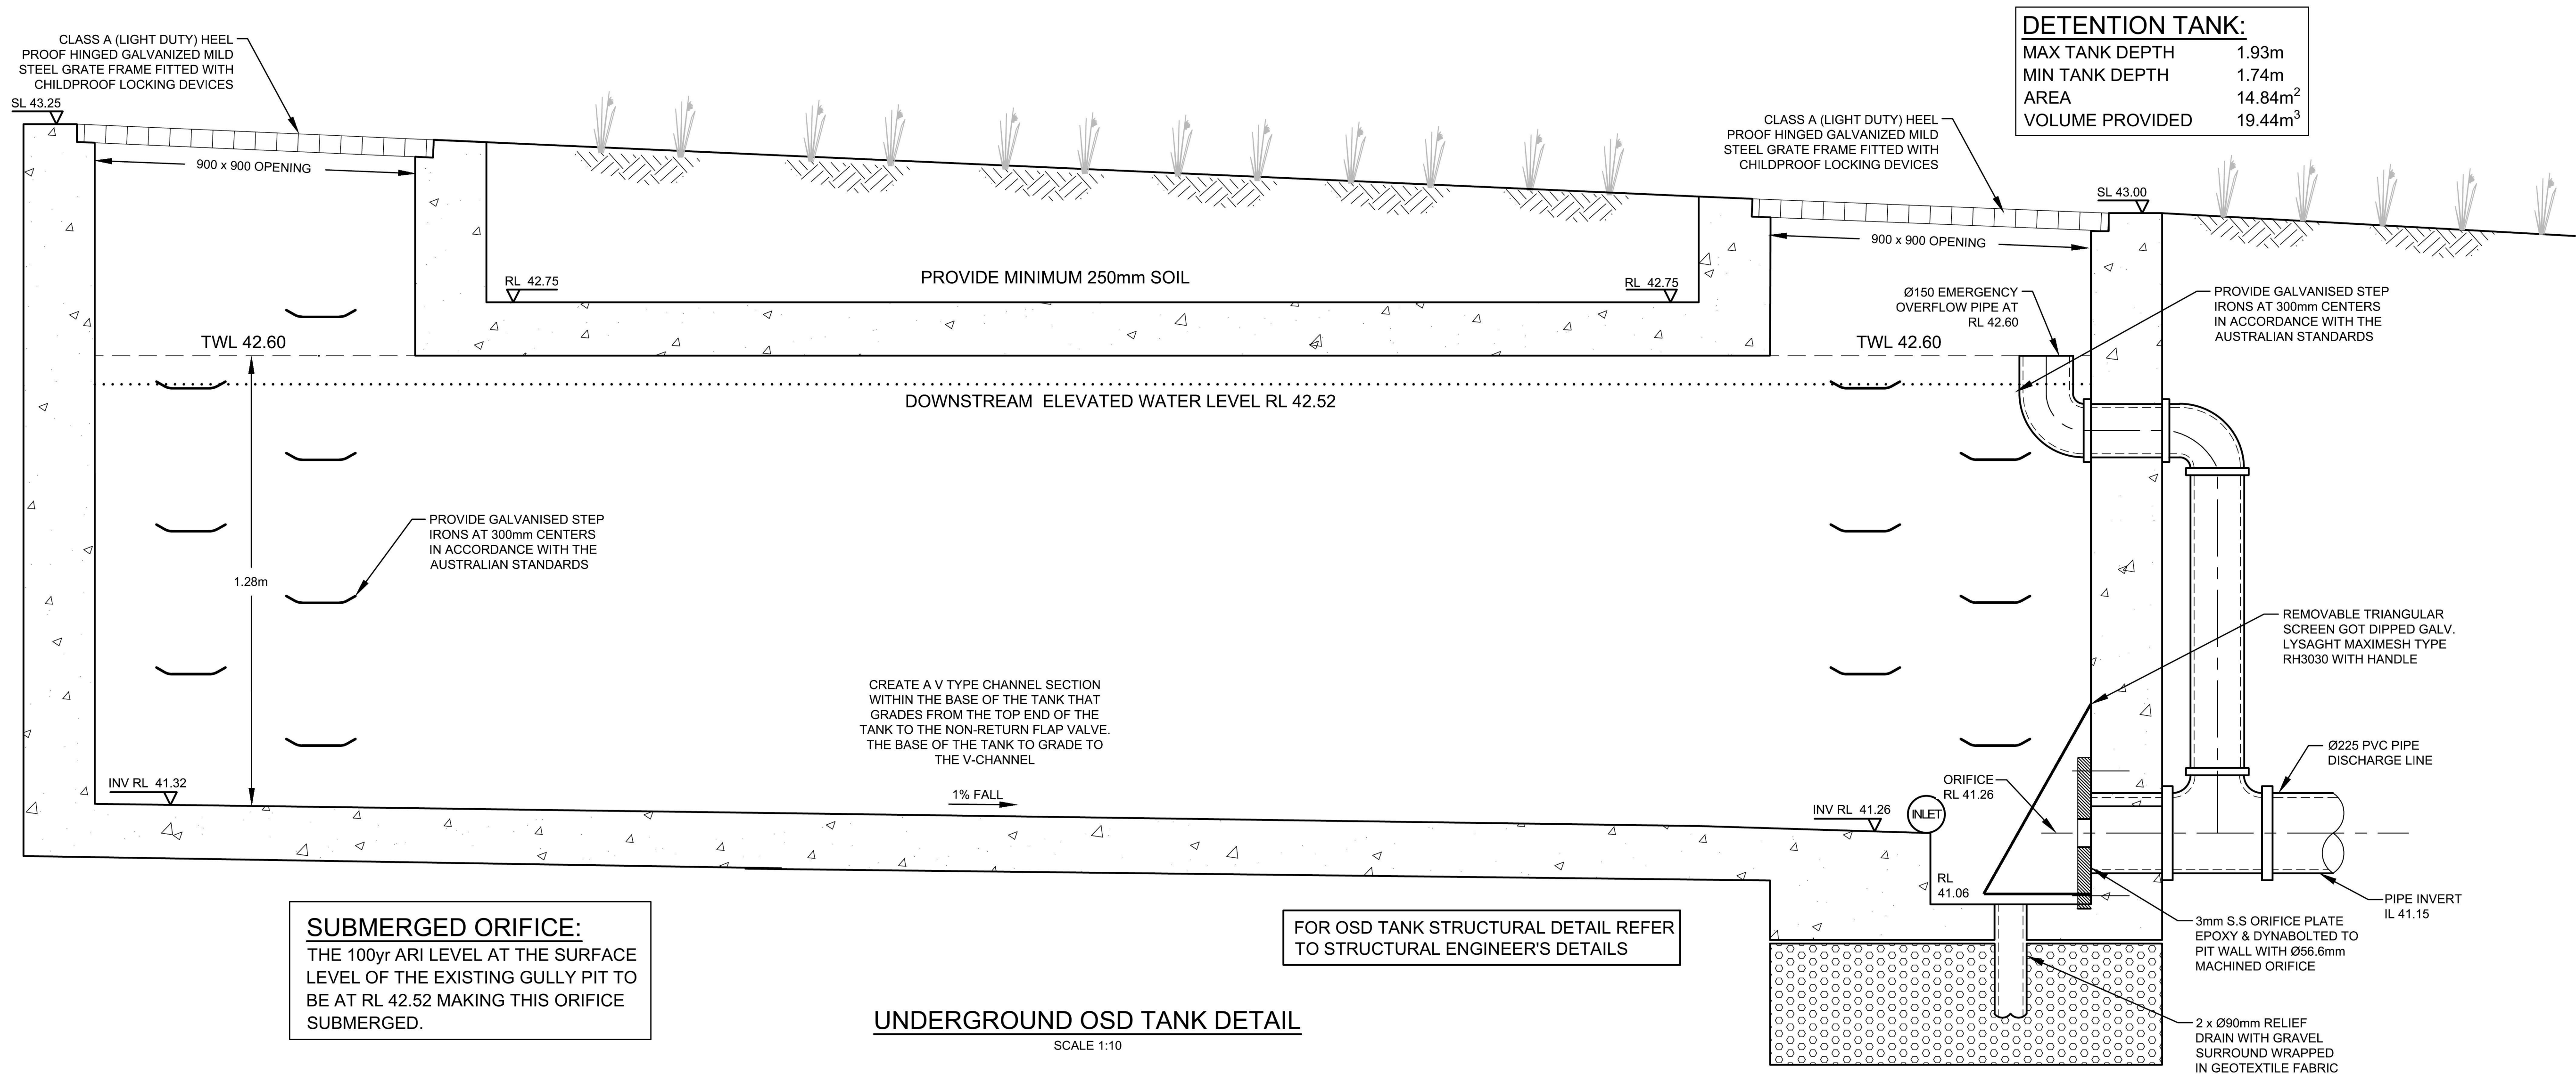 DETENTION TANK:
MAX TANK DEPTH 1.93m
MIN TANK DEPTH 1.74m
AREA 14.84m²
VOLUME PROVIDED 19.44m³
CLASS A (LIGHT DUTY) HEEL
PROOF HINGED GALVANIZED MILD
STEEL GRATE FRAME FITTED WITH
CHILDPROOF LOCKING DEVICES
SL 43.25
900 x 900 OPENING
CLASS A (LIGHT DUTY) HEEL
PROOF HINGED GALVANIZED MILD
STEEL GRATE FRAME FITTED WITH
CHILDPROOF LOCKING DEVICES
SL 43.00
900 x 900 OPENING
RL 42.75
PROVIDE MINIMUM 250mm SOIL
RL 42.75
Ø150 EMERGENCY
OVERFLOW PIPE AT
RL 42.60
PROVIDE GALVANISED STEP
IRONS AT 300mm CENTERS
IN ACCORDANCE WITH THE
AUSTRALIAN STANDARDS
TWL 42.60
TWL 42.60
DOWNSTREAM ELEVATED WATER LEVEL RL 42.52
PROVIDE GALVANISED STEP
IRONS AT 300mm CENTERS
IN ACCORDANCE WITH THE
AUSTRALIAN STANDARDS
1.28m
REMOVABLE TRIANGULAR
SCREEN GOT DIPPED GALV.
LYSAGHT MAXIMESH TYPE
RH3030 WITH HANDLE
CREATE A V TYPE CHANNEL SECTION
WITHIN THE BASE OF THE TANK THAT
GRADES FROM THE TOP END OF THE
TANK TO THE NON-RETURN FLAP VALVE.
THE BASE OF THE TANK TO GRADE TO
THE V-CHANNEL
Ø225 PVC PIPE
DISCHARGE LINE
INV RL 41.32
1% FALL
ORIFICE
RL 41.26
INV RL 41.26
INLET
RL
41.06
PIPE INVERT
IL 41.15
3mm S.S ORIFICE PLATE
EPOXY & DYNABOLTED TO
PIT WALL WITH Ø56.6mm
MACHINED ORIFICE
SUBMERGED ORIFICE:
THE 100yr ARI LEVEL AT THE SURFACE
LEVEL OF THE EXISTING GULLY PIT TO
BE AT RL 42.52 MAKING THIS ORIFICE
SUBMERGED.
FOR OSD TANK STRUCTURAL DETAIL REFER
TO STRUCTURAL ENGINEER'S DETAILS
UNDERGROUND OSD TANK DETAIL
SCALE 1:10
2 x Ø90mm RELIEF
DRAIN WITH GRAVEL
SURROUND WRAPPED
IN GEOTEXTILE FABRIC